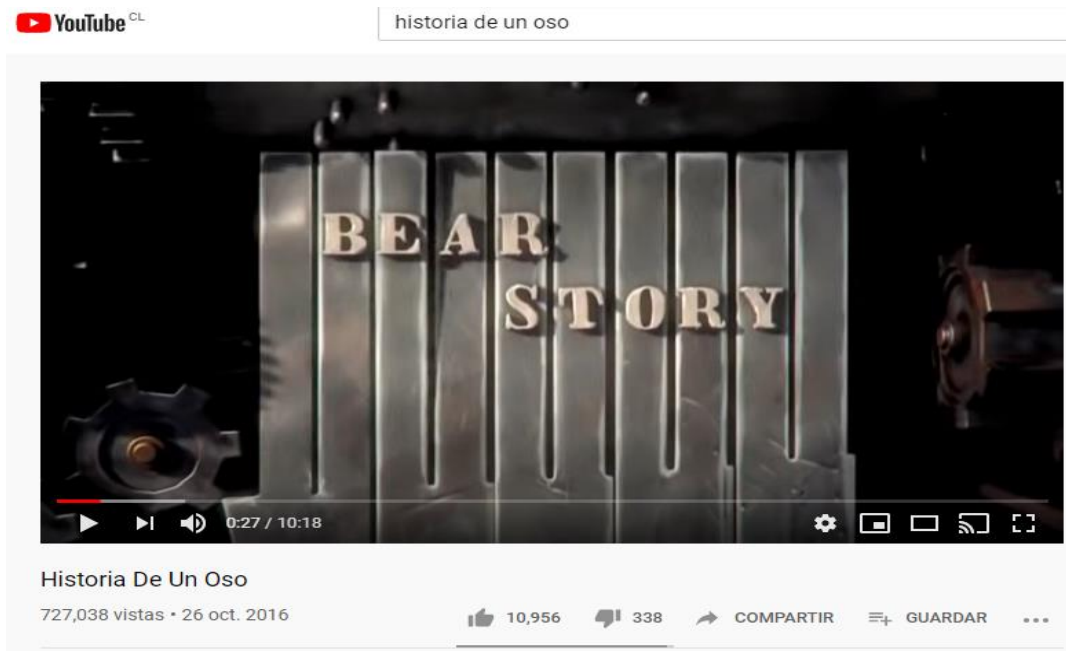 YouTube CL
historia de un oso
BEAR
STORY
0:27 / 10:18
Historia De Un Oso
727,038 vistas • 26 oct. 2016
10,956 338 COMPARTIR GUARDAR